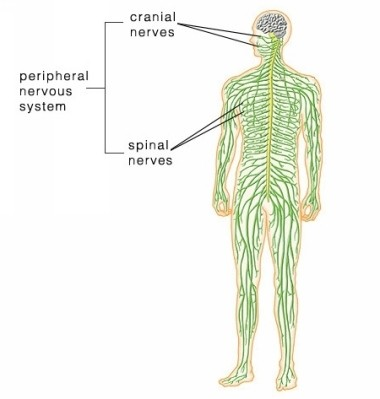 cranial
nerves
peripheral
nervous
system
spinal
nerves